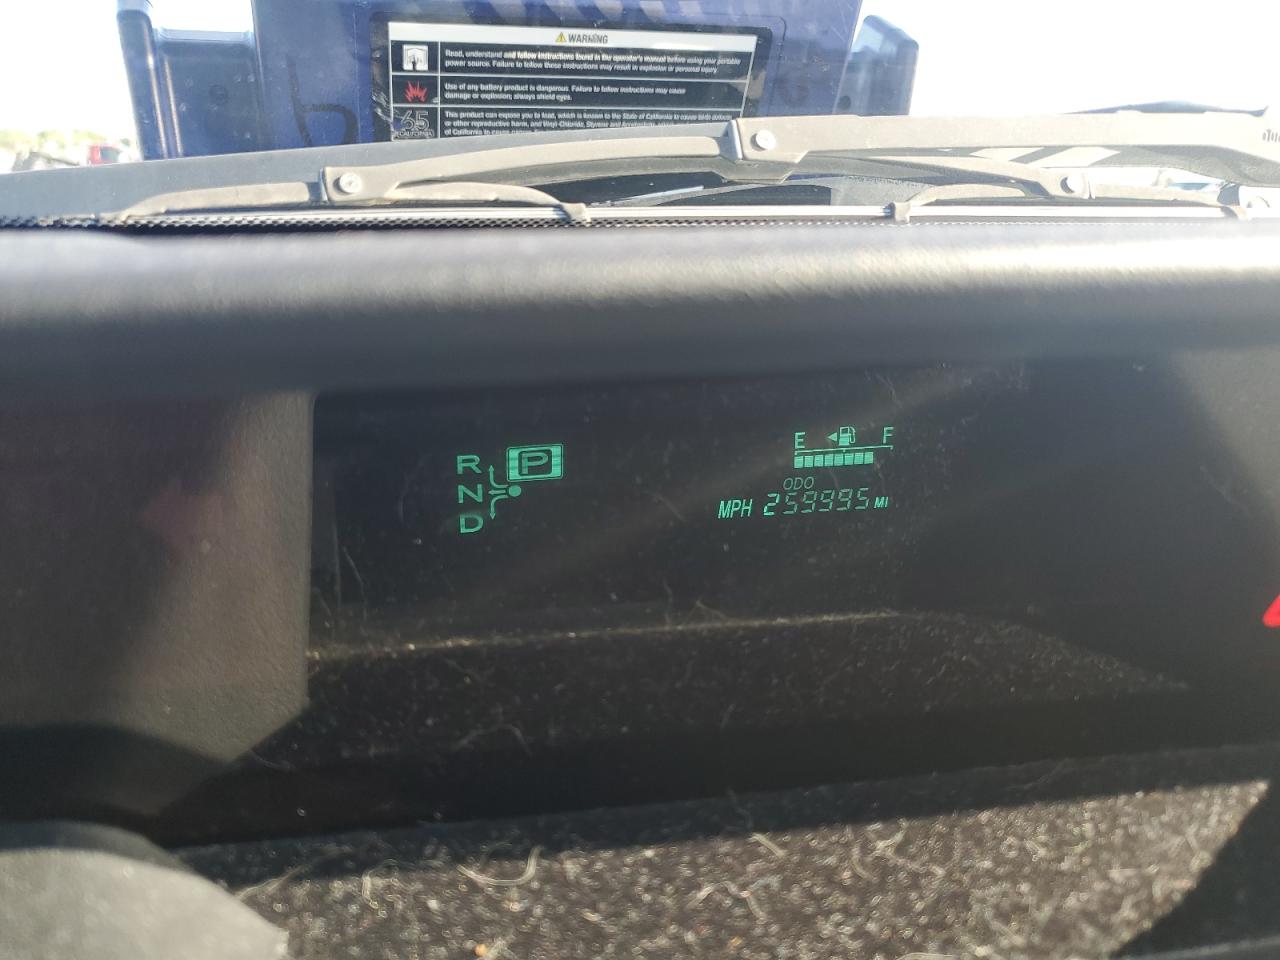 WARNING
Read, understand and follow instructions found in the operator's manual before using your portable
power source. Failure to follow these instructions may result in explosion or personal injury.
Use of any battery product is dangerous. Failure to follow instructions may cause
damage or explosion; always shield eyes.
This product can expose you to lead, which is known to the State of California to cause birth defects
or other reproductive harm, and Vinyl Chloride, Styrene and
of California to cause
65
CALIFORNIA
R P
N
D
E F
ODO
MPH 259995 MI